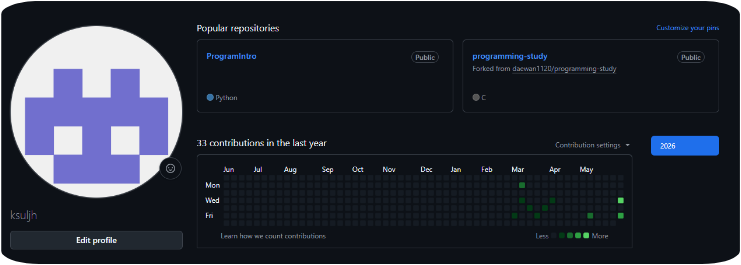 Popular repositories
Customize your pins
ProgramIntro
Public
Python
programming-study
Public
Forked from daewan1120/programming-study
C
33 contributions in the last year
Contribution settings
2026
Jun Jul Aug Sep Oct Nov Dec Jan Feb Mar Apr May
Mon
Wed
Fri
Learn how we count contributions
Less More
ksuljh
Edit profile